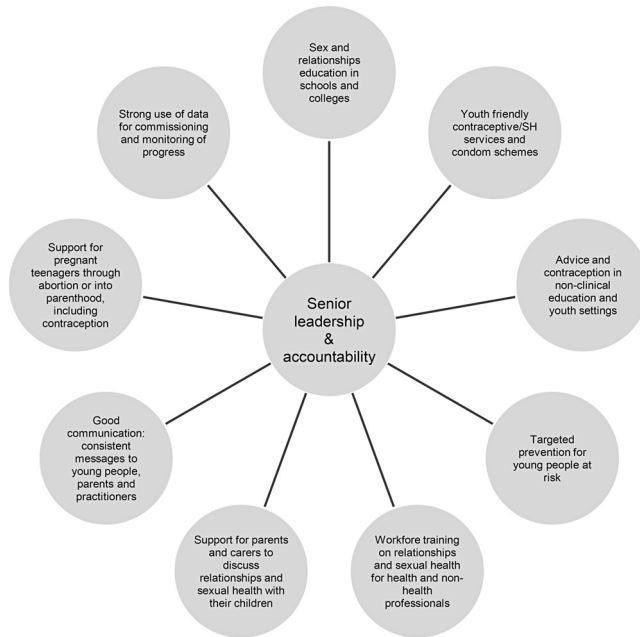 Sex and
relationships
education in
schools and
colleges
Youth friendly
contraceptive/SH
services and
condom schemes
Advice and
contraception in
non-clinical
education and
youth settings
Targeted
prevention for
young people at
risk
Workfore training
on relationships
and sexual health
for health and non-
health
professionals
Support for parents
and carers to
discuss
relationships and
sexual health with
their children
Good
communication:
consistent
messages to
young people,
parents and
practitioners
Support for
pregnant
teenagers through
abortion or into
parenthood,
including
contraception
Strong use of data
for commissioning
and monitoring of
progress
Senior
leadership
&
accountability